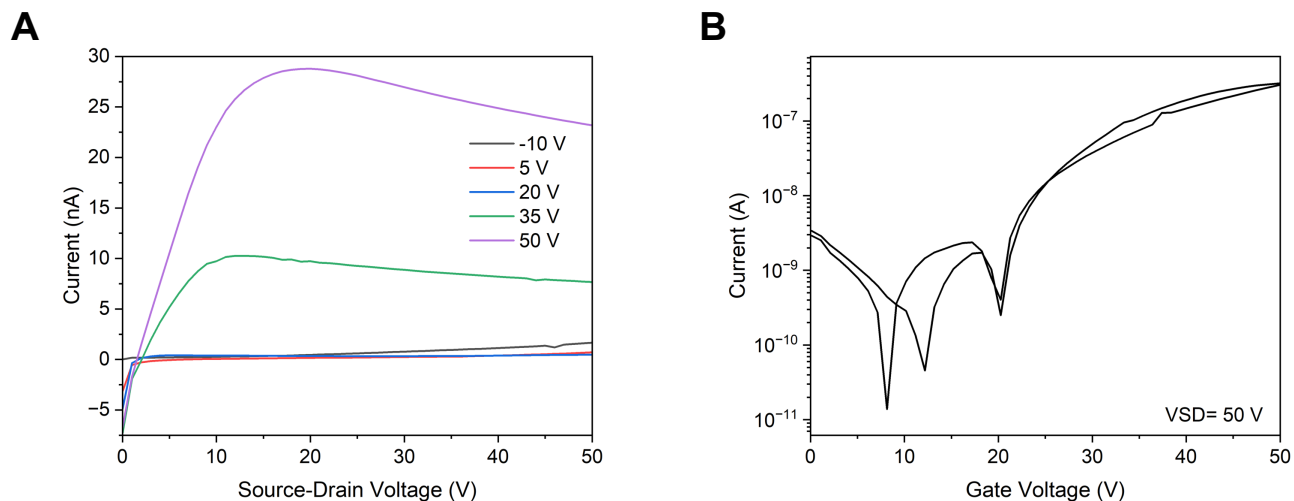 A
Current (nA)
30
25
20
15
10
5
0
−5
-10 V
5 V
20 V
35 V
50 V
0 10 20 30 40 50
Source-Drain Voltage (V)
B
Current (A)
10⁻⁷
10⁻⁸
10⁻⁹
10⁻¹⁰
10⁻¹¹
VSD= 50 V
0 10 20 30 40 50
Gate Voltage (V)